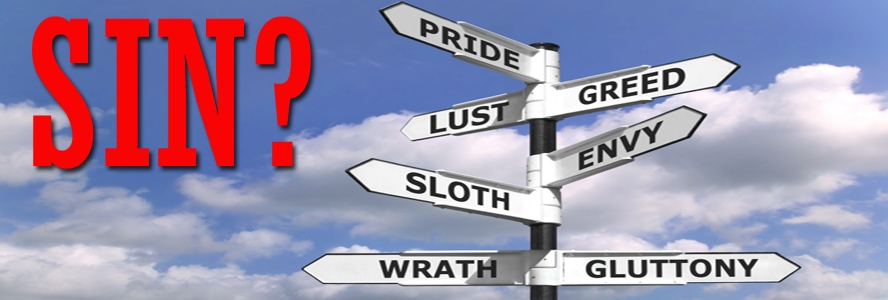 SIN?
PRIDE
GREED
LUST
ENVY
SLOTH
WRATH
GLUTTONY